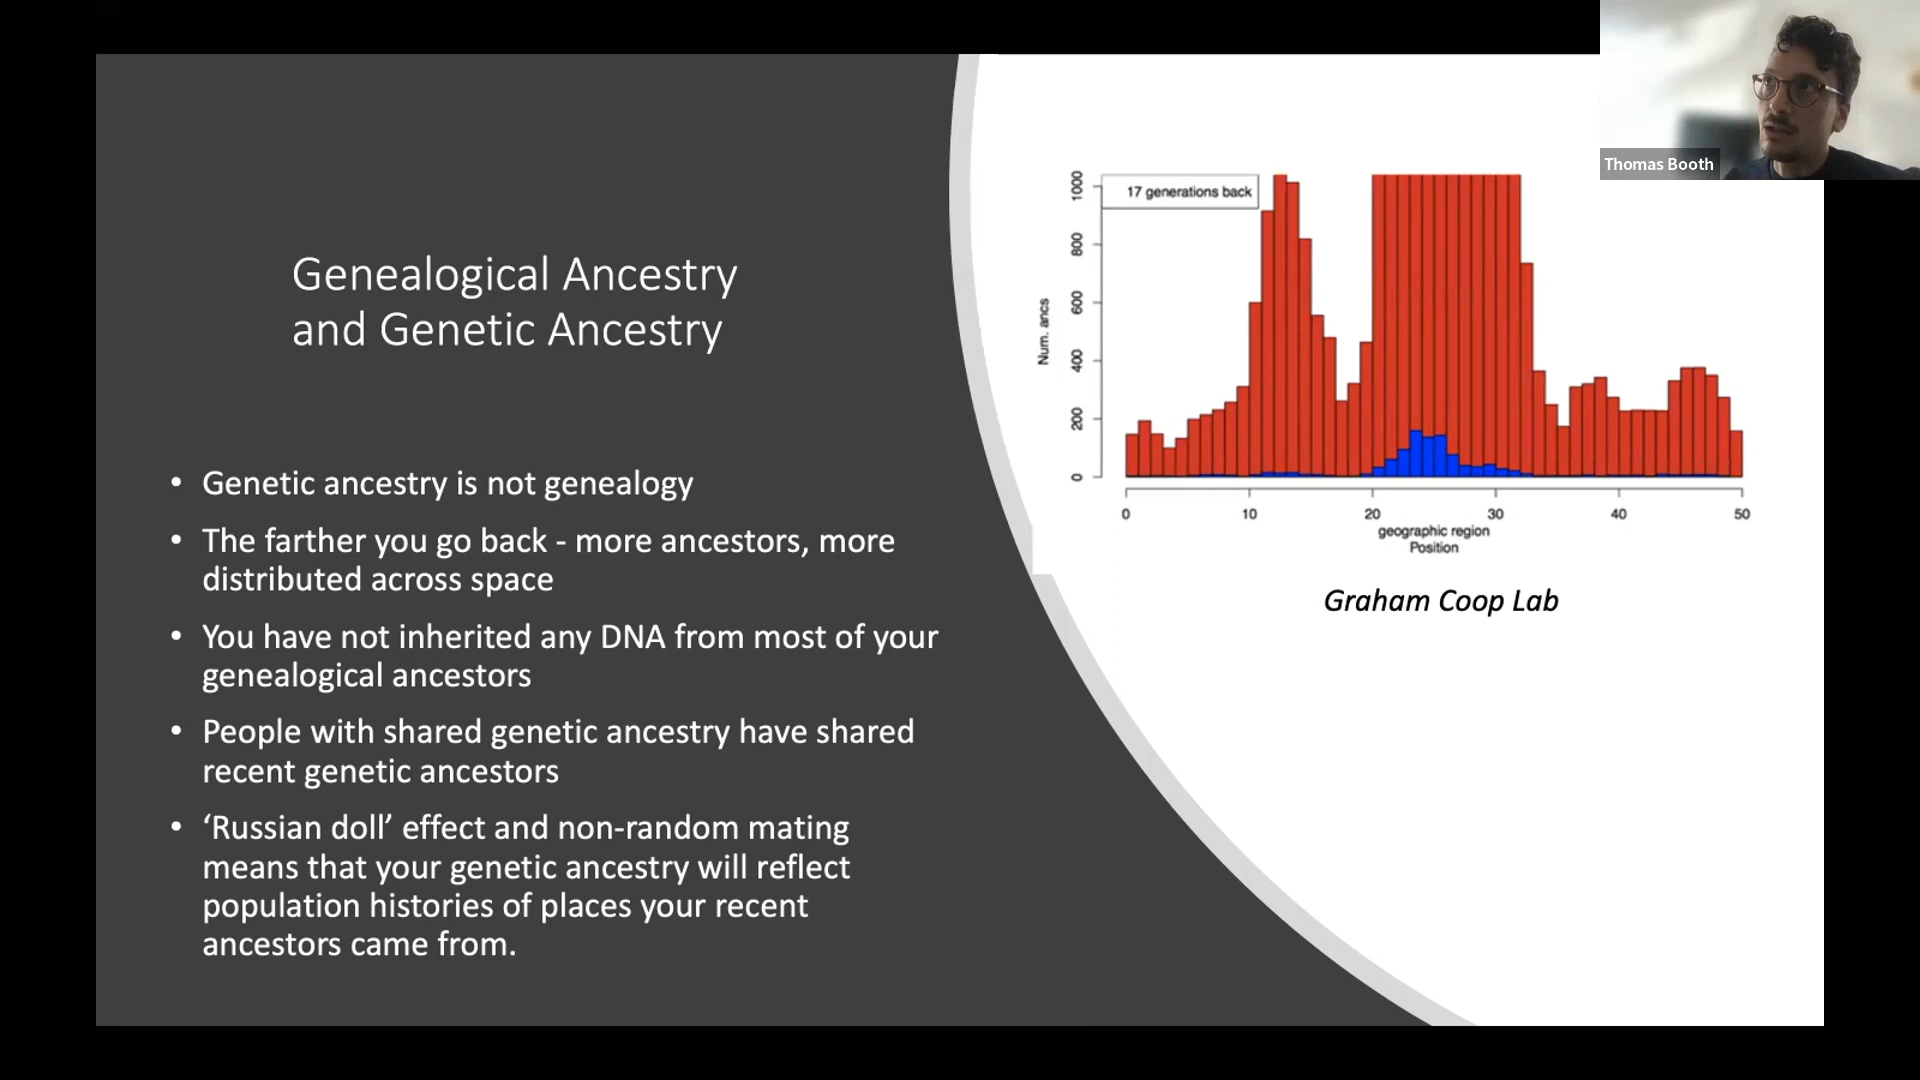 Thomas Booth
Genealogical Ancestry
and Genetic Ancestry
• Genetic ancestry is not genealogy
• The farther you go back - more ancestors, more
distributed across space
• You have not inherited any DNA from most of your
genealogical ancestors
• People with shared genetic ancestry have shared
recent genetic ancestors
• ‘Russian doll’ effect and non-random mating
means that your genetic ancestry will reflect
population histories of places your recent
ancestors came from.
17 generations back
Num. ancs
1000
800
600
400
200
0
0 10 20 30 40 50
geographic region
Position
Graham Coop Lab